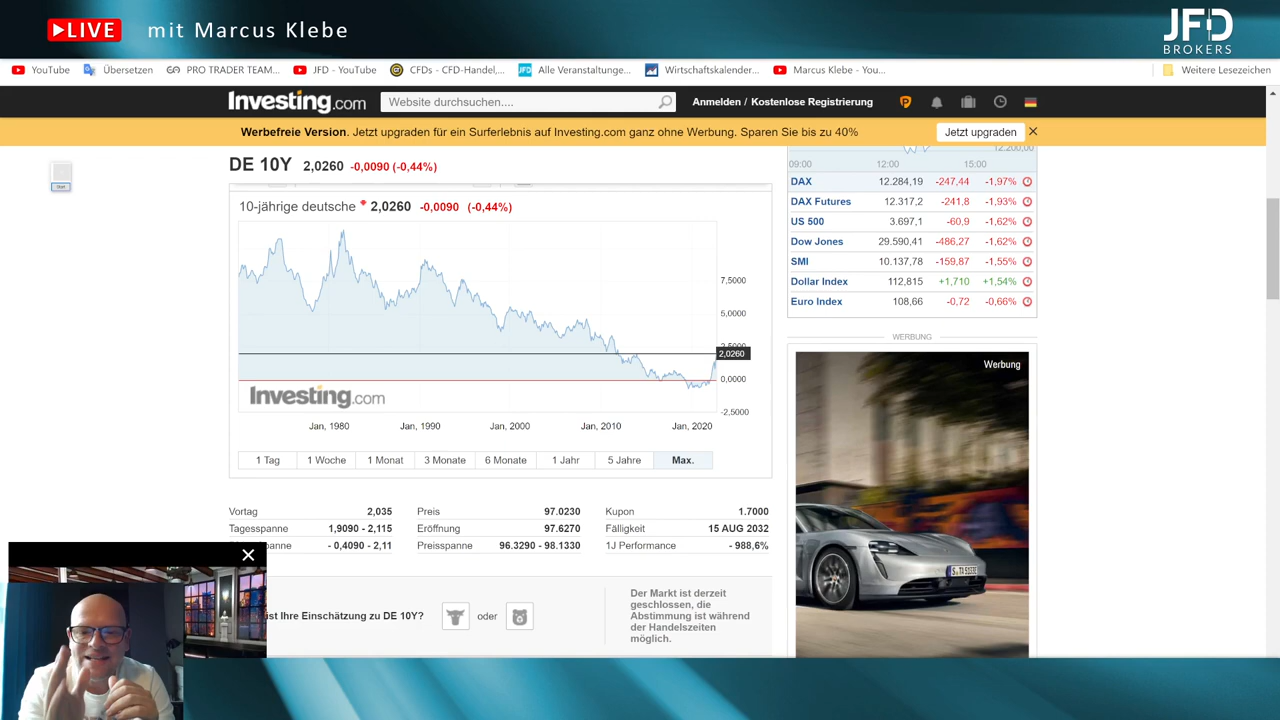 LIVE mit Marcus Klebe
JFD
BROKERS
YouTube Übersetzen PRO TRADER TEAM... JFD - YouTube CFDs - CFD-Handel,... Alle Veranstaltunge... Wirtschaftskalender... Marcus Klebe - You... Weitere Lesezeichen
Investing.com Website durchsuchen.... Anmelden / Kostenlose Registrierung
Werbefreie Version. Jetzt upgraden für ein Surferlebnis auf Investing.com ganz ohne Werbung. Sparen Sie bis zu 40% Jetzt upgraden
DE 10Y 2,0260 -0,0090 (-0,44%)
10-jährige deutsche 2,0260 -0,0090 (-0,44%)
7,5000
5,0000
2,5000
2,0260
0,0000
-2,5000
Investing.com
Jan, 1980 Jan, 1990 Jan, 2000 Jan, 2010 Jan, 2020
1 Tag 1 Woche 1 Monat 3 Monate 6 Monate 1 Jahr 5 Jahre Max.
Vortag 2,035 Preis 97.0230 Kupon 1.7000
Tagesspanne 1,9090 - 2,115 Eröffnung 97.6270 Fälligkeit 15 AUG 2032
panne - 0,4090 - 2,11 Preisspanne 96.3290 - 98.1330 1J Performance - 988,6%
ist Ihre Einschätzung zu DE 10Y? oder
Der Markt ist derzeit
geschlossen, die
Abstimmung ist während
der Handelszeiten
möglich.
12.200,00
09:00 12:00 15:00
DAX 12.284,19 -247,44 -1,97%
DAX Futures 12.317,2 -241,8 -1,93%
US 500 3.697,1 -60,9 -1,62%
Dow Jones 29.590,41 -486,27 -1,62%
SMI 10.137,78 -159,87 -1,55%
Dollar Index 112,815 +1,710 +1,54%
Euro Index 108,66 -0,72 -0,66%
WERBUNG
Werbung